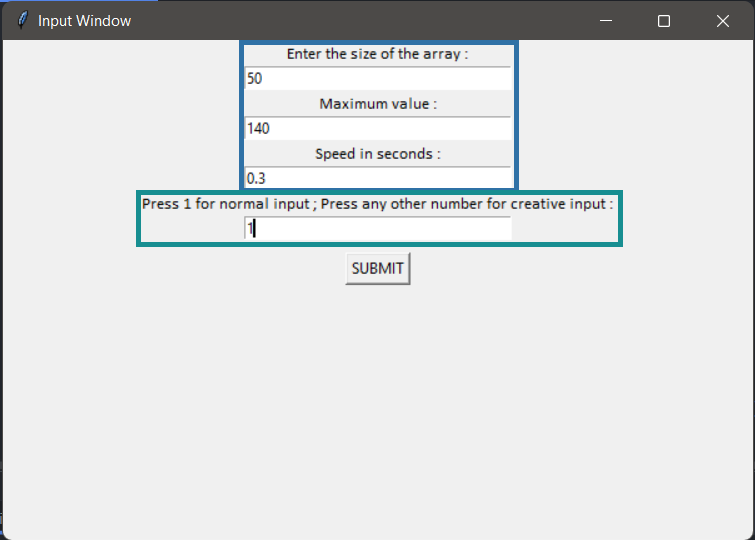 Input Window
Enter the size of the array :
50
Maximum value :
140
Speed in seconds :
0.3
Press 1 for normal input ; Press any other number for creative input :
1
SUBMIT